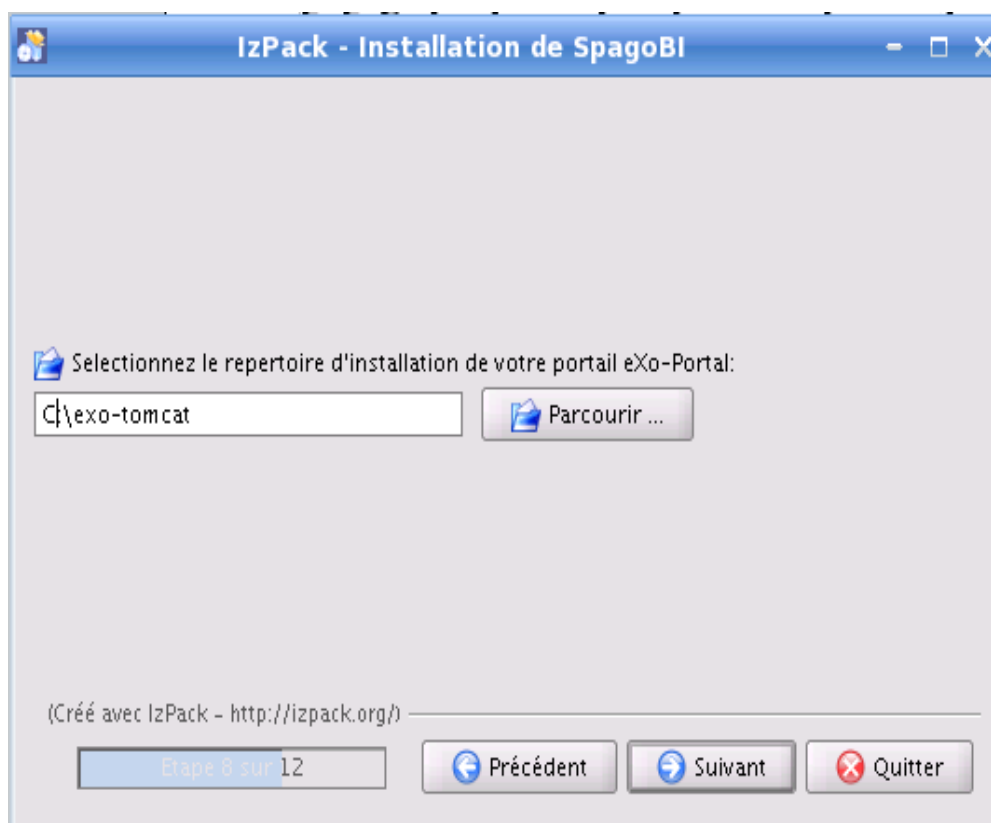 IzPack - Installation de SpagoBI
Selectionnez le repertoire d'installation de votre portail eXo-Portal:
C:\exo-tomcat
Parcourir ...
(Créé avec IzPack - http://izpack.org/)
Etape 8 sur 12
Précédent
Suivant
Quitter